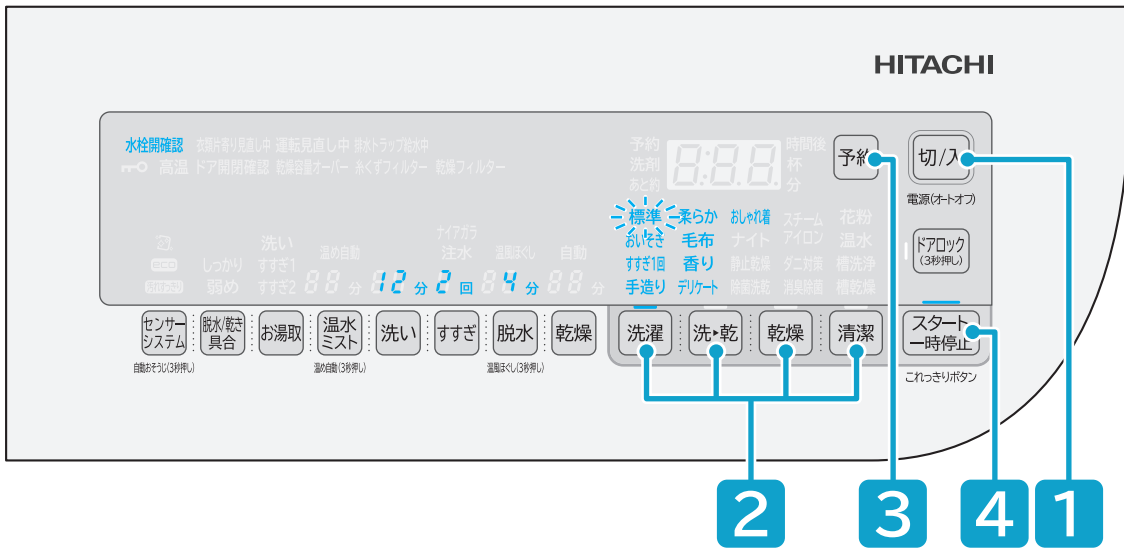 HITACHI
水栓開確認 衣類片寄り見直し中 運転見直し中 排水トラップ給水中
高温 ドア開閉確認 乾燥容量オーバー 糸くずフィルター 乾燥フィルター
予約 8:8.8 時間後
洗剤 杯
あと約 分
予約
切/入
電源(オートオフ)
標準 柔らか おしゃれ着 スチームアイロン 花粉
おいそぎ 毛布 ナイト 温水
すすぎ1回 香り 静止乾燥 ダニ対策 槽洗浄
手造り デリケート 除菌洗乾 消臭除菌 槽乾燥
ドアロック
(3秒押し)
eco しっかり 弱め
洗い すすぎ1 すすぎ2
温め自動 ナイアガラ注水 温風ほぐし 自動
88分 12分 2回 84分 88分
センサーシステム 脱水/乾き具合 お湯取 温水ミスト 洗い すすぎ 脱水 乾燥
自動おそうじ(3秒押し) 温め自動(3秒押し) 温風ほぐし(3秒押し)
洗濯 洗▸乾 乾燥 清潔
スタート
一時停止
これっきりボタン
2 3 4 1